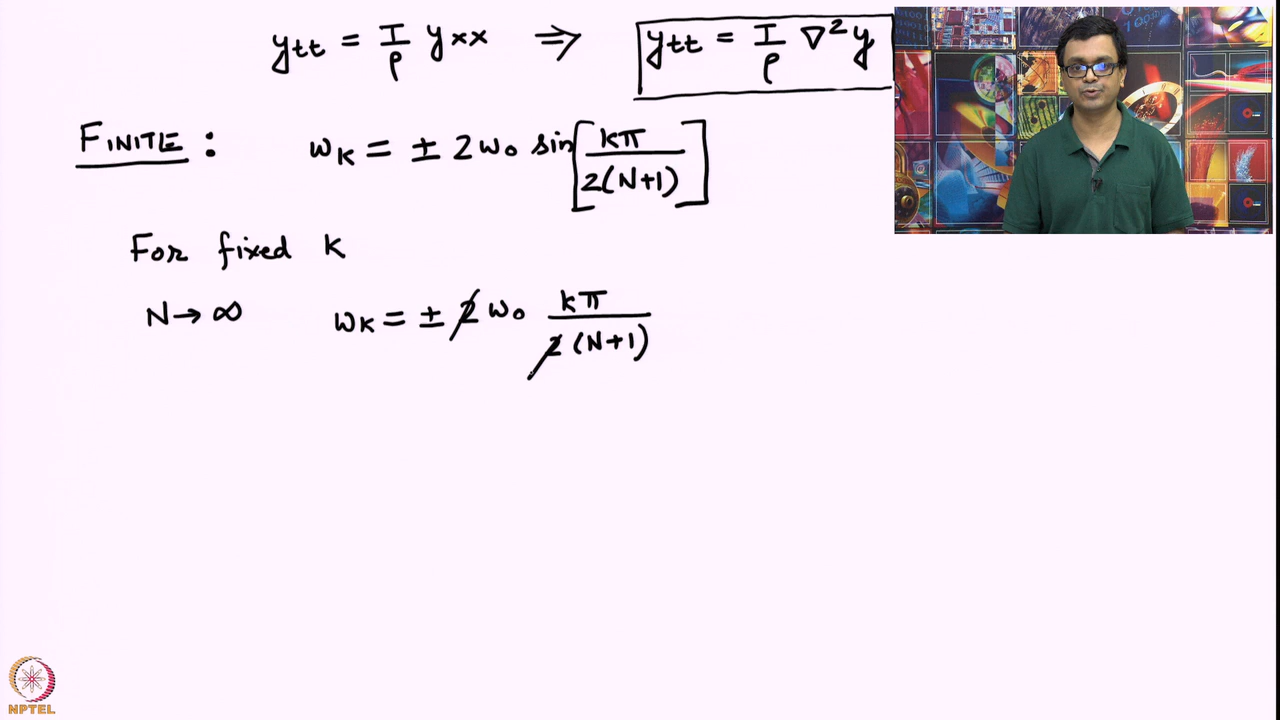 ytt = T/ρ yxx ⇒ ytt = T/ρ ∇²y
FINITE : ωK = ± 2ω₀ sin[kπ / 2(N+1)]
For fixed k
N→∞ ωK = ± 2ω₀ kπ / 2(N+1)
NPTEL